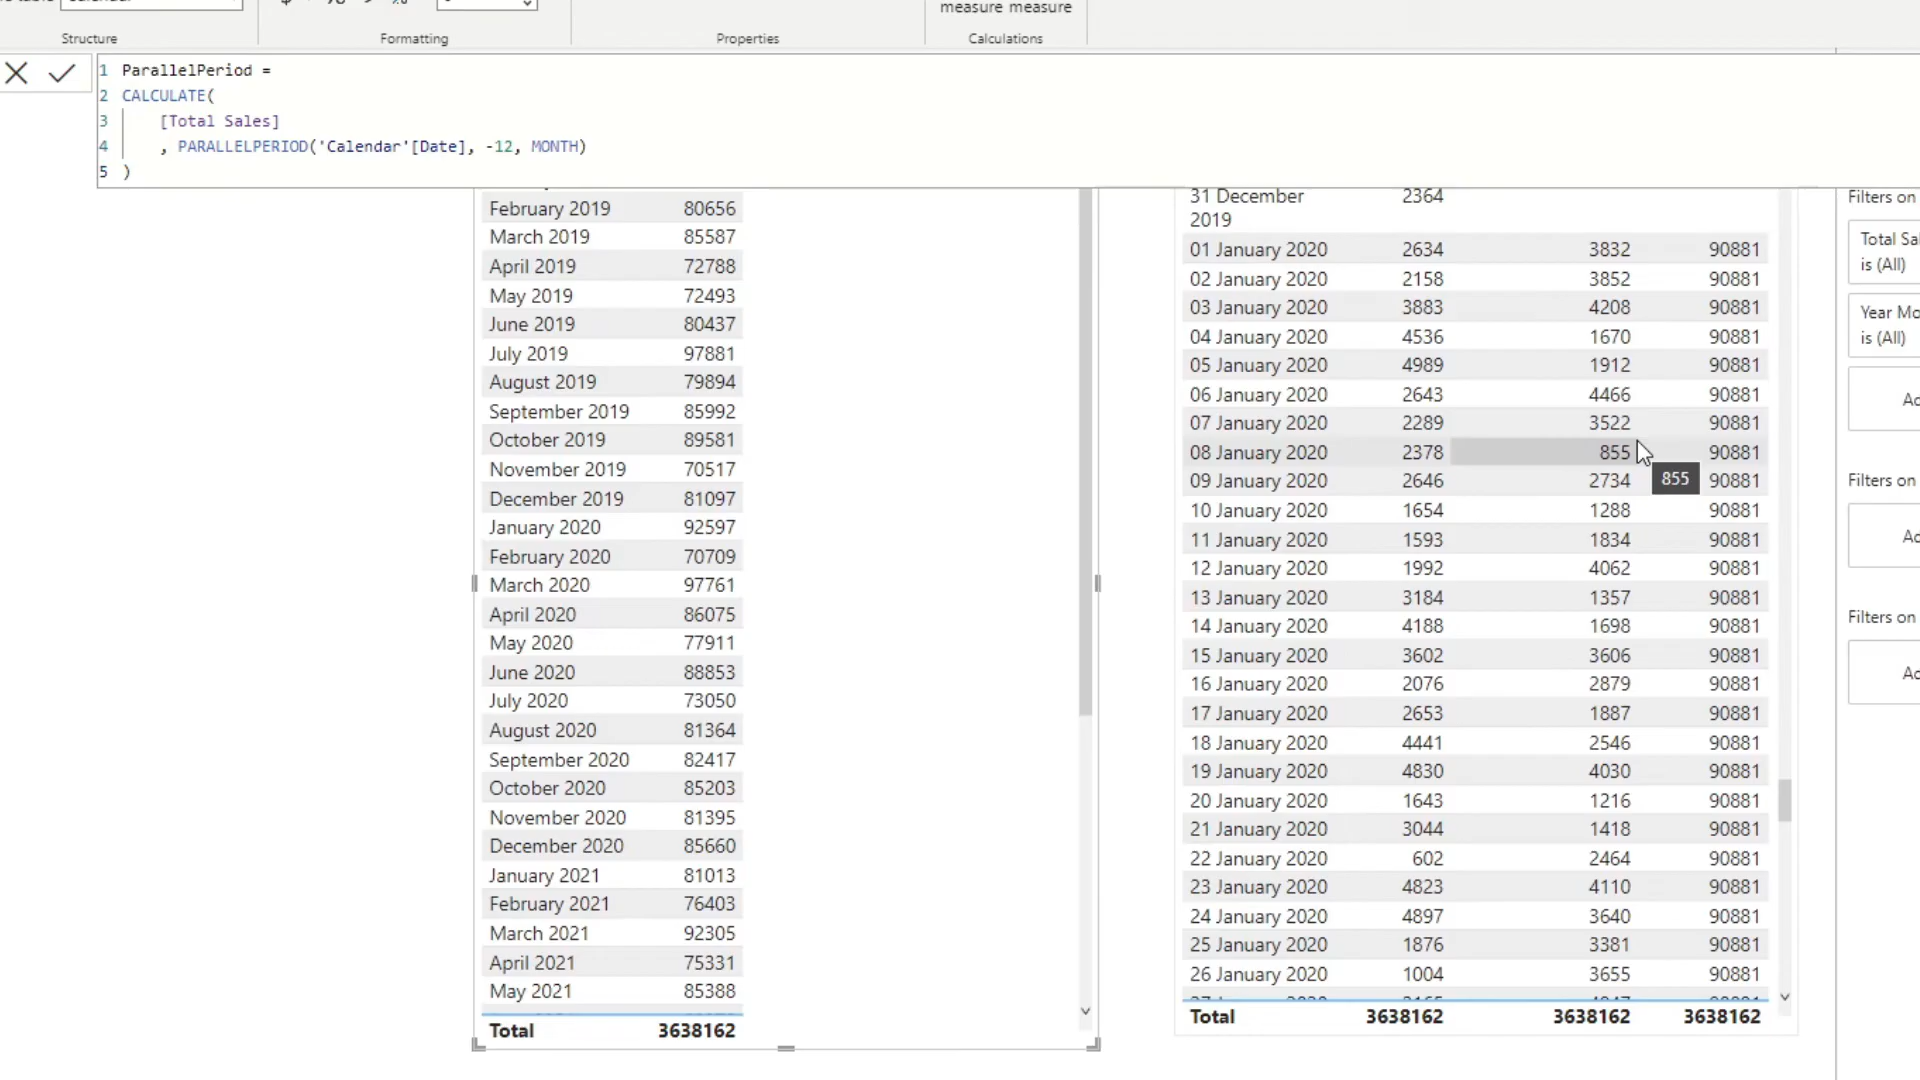 measure measure
Structure
Formatting
Properties
Calculations
1 ParallelPeriod =
2 CALCULATE(
3 [Total Sales]
4 , PARALLELPERIOD('Calendar'[Date], -12, MONTH)
5 )
February 2019 80656
March 2019 85587
April 2019 72788
May 2019 72493
June 2019 80437
July 2019 97881
August 2019 79894
September 2019 85992
October 2019 89581
November 2019 70517
December 2019 81097
January 2020 92597
February 2020 70709
March 2020 97761
April 2020 86075
May 2020 77911
June 2020 88853
July 2020 73050
August 2020 81364
September 2020 82417
October 2020 85203
November 2020 81395
December 2020 85660
January 2021 81013
February 2021 76403
March 2021 92305
April 2021 75331
May 2021 85388
Total 3638162
31 December 2364
2019
01 January 2020 2634 3832 90881
02 January 2020 2158 3852 90881
03 January 2020 3883 4208 90881
04 January 2020 4536 1670 90881
05 January 2020 4989 1912 90881
06 January 2020 2643 4466 90881
07 January 2020 2289 3522 90881
08 January 2020 2378 855 90881
855
09 January 2020 2646 2734 90881
10 January 2020 1654 1288 90881
11 January 2020 1593 1834 90881
12 January 2020 1992 4062 90881
13 January 2020 3184 1357 90881
14 January 2020 4188 1698 90881
15 January 2020 3602 3606 90881
16 January 2020 2076 2879 90881
17 January 2020 2653 1887 90881
18 January 2020 4441 2546 90881
19 January 2020 4830 4030 90881
20 January 2020 1643 1216 90881
21 January 2020 3044 1418 90881
22 January 2020 602 2464 90881
23 January 2020 4823 4110 90881
24 January 2020 4897 3640 90881
25 January 2020 1876 3381 90881
26 January 2020 1004 3655 90881
Total 3638162 3638162 3638162
Filters on
Total Sal
is (All)
Year Mo
is (All)
Ad
Filters on
Ad
Filters on
Ad